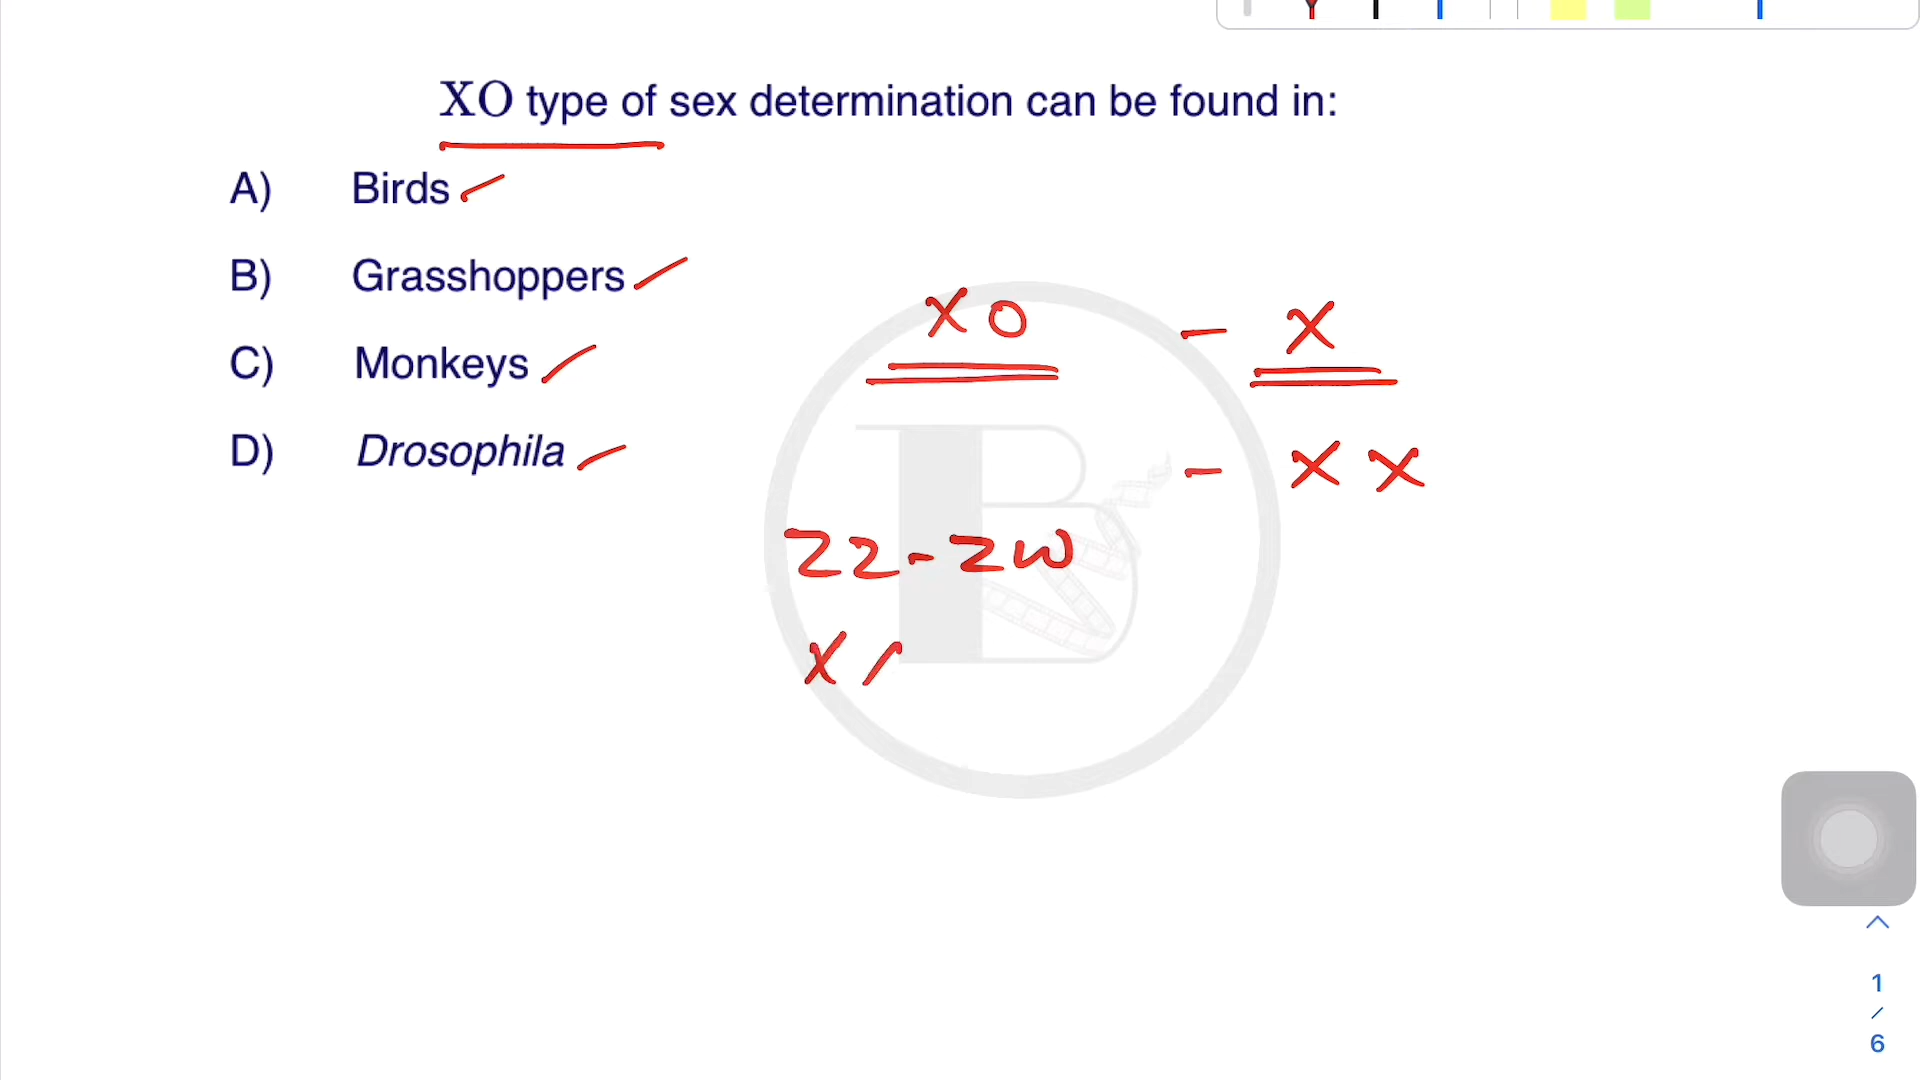 XO type of sex determination can be found in:
A) Birds
B) Grasshoppers
C) Monkeys
D) Drosophila
XO - X
- XX
ZZ - ZW
X
1
/
6